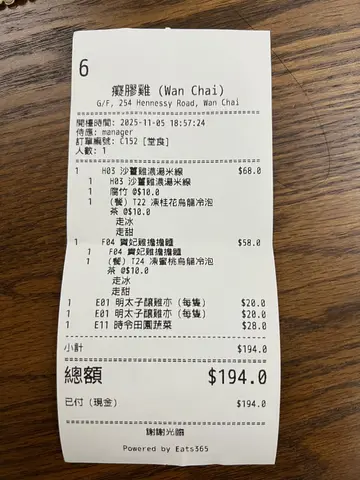 6
癡膠雞 (Wan Chai)
G/F, 254 Hennessy Road, Wan Chai
開檯時間: 2025-11-05 18:57:24
侍應: manager
訂單編號: C152 [堂食]
人數: 1
1 H03 沙薑雞濃湯米線 $68.0
1 H03 沙薑雞濃湯米線
1 腐竹 @$10.0
1 (餐) T22 凍桂花烏龍冷泡
茶 @$10.0
走冰
走甜
1 F04 貴妃雞擔擔麵 $58.0
1 F04 貴妃雞擔擔麵
1 (餐) T24 凍蜜桃烏龍冷泡
茶 @$10.0
走冰
走甜
1 E01 明太子釀雞亦 (每隻) $20.0
1 E01 明太子釀雞亦 (每隻) $20.0
1 E11 時令田園蔬菜 $28.0
小計 $194.0
總額 $194.0
已付 (現金) $194.0
謝謝光臨
Powered by Eats365